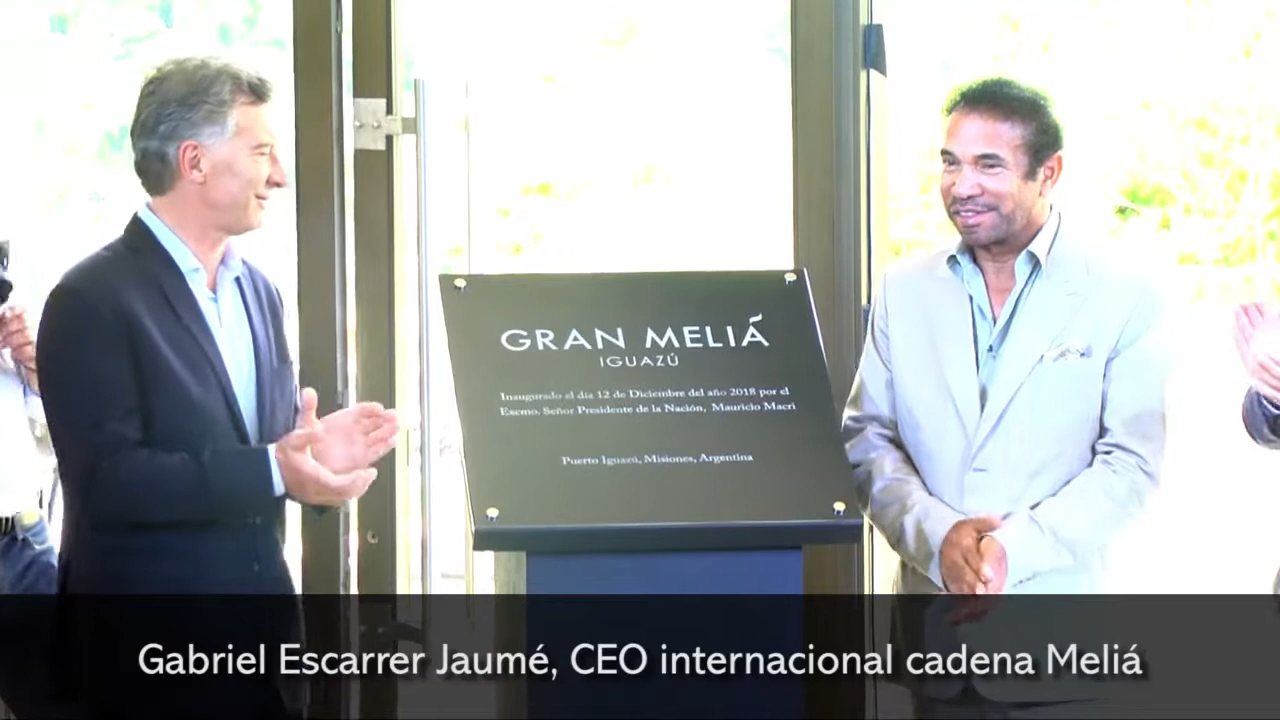 GRAN MELIÁ
IGUAZÚ
Inaugurado el día 12 de Diciembre del año 2018 por el
Excmo. Señor Presidente de la Nación, Mauricio Macri
Puerto Iguazú, Misiones, Argentina
Gabriel Escarrer Jaumé, CEO internacional cadena Meliá